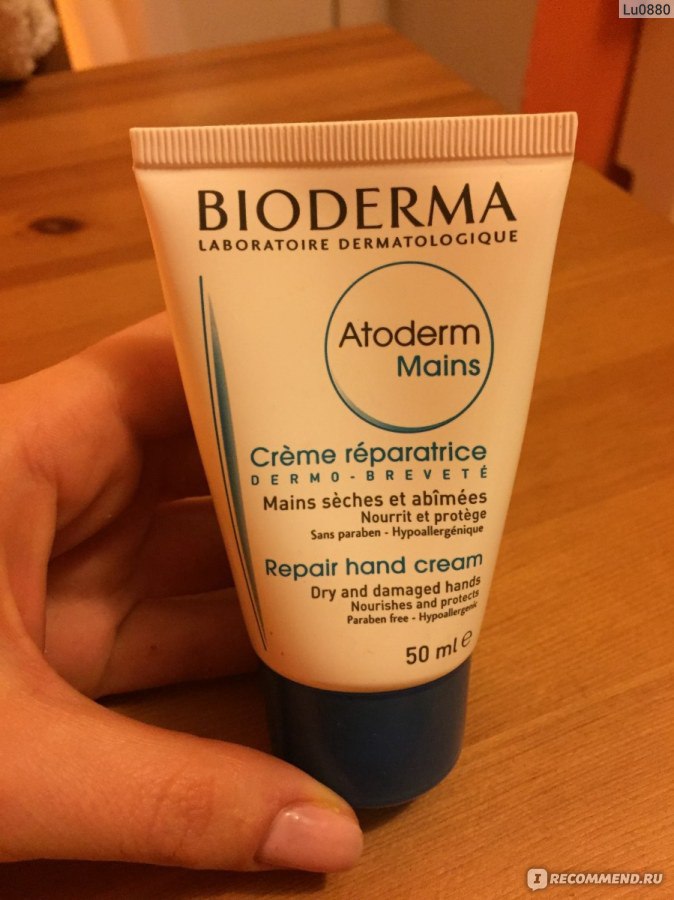 Lu0880
BIODERMA
LABORATOIRE DERMATOLOGIQUE
Atoderm
Mains
Crème réparatrice
DERMO-BREVETÉ
Mains sèches et abîmées
Nourrit et protège
Sans paraben - Hypoallergénique
Repair hand cream
Dry and damaged hands
Nourishes and protects
Paraben free - Hypoallergenic
50 ml e
IRECOMMEND.RU